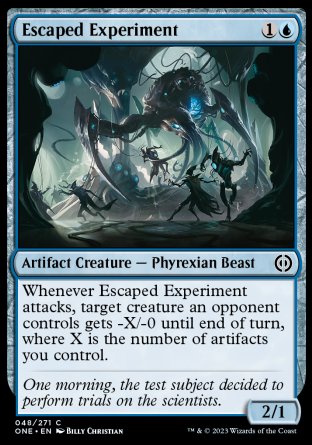 Escaped Experiment 1
Artifact Creature — Phyrexian Beast
Whenever Escaped Experiment
attacks, target creature an opponent
controls gets -X/-0 until end of turn,
where X is the number of artifacts
you control.
One morning, the test subject decided to
perform trials on the scientists.
2/1
048/271 C
ONE • EN Billy Christian
™ & © 2023 Wizards of the Coast